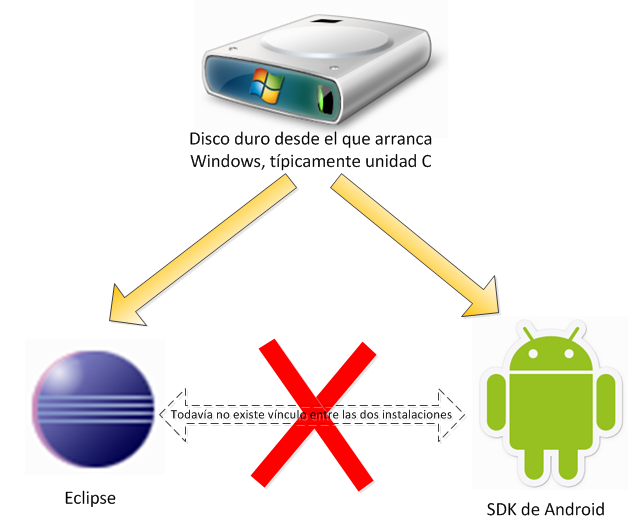 Disco duro desde el que arranca
Windows, típicamente unidad C
Todavía no existe vínculo entre las dos instalaciones
Eclipse
SDK de Android